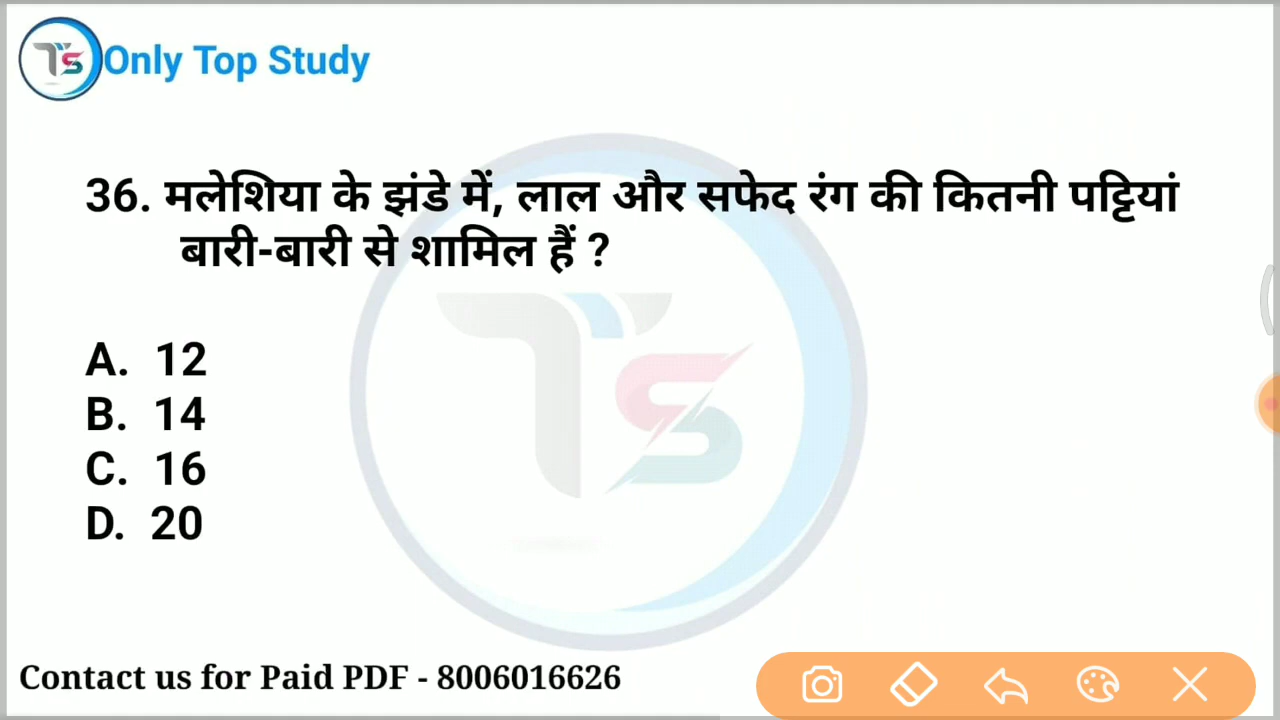 TS Only Top Study
36. मलेशिया के झंडे में, लाल और सफेद रंग की कितनी पट्टियां
बारी-बारी से शामिल हैं ?
A. 12
B. 14
C. 16
D. 20
Contact us for Paid PDF - 8006016626